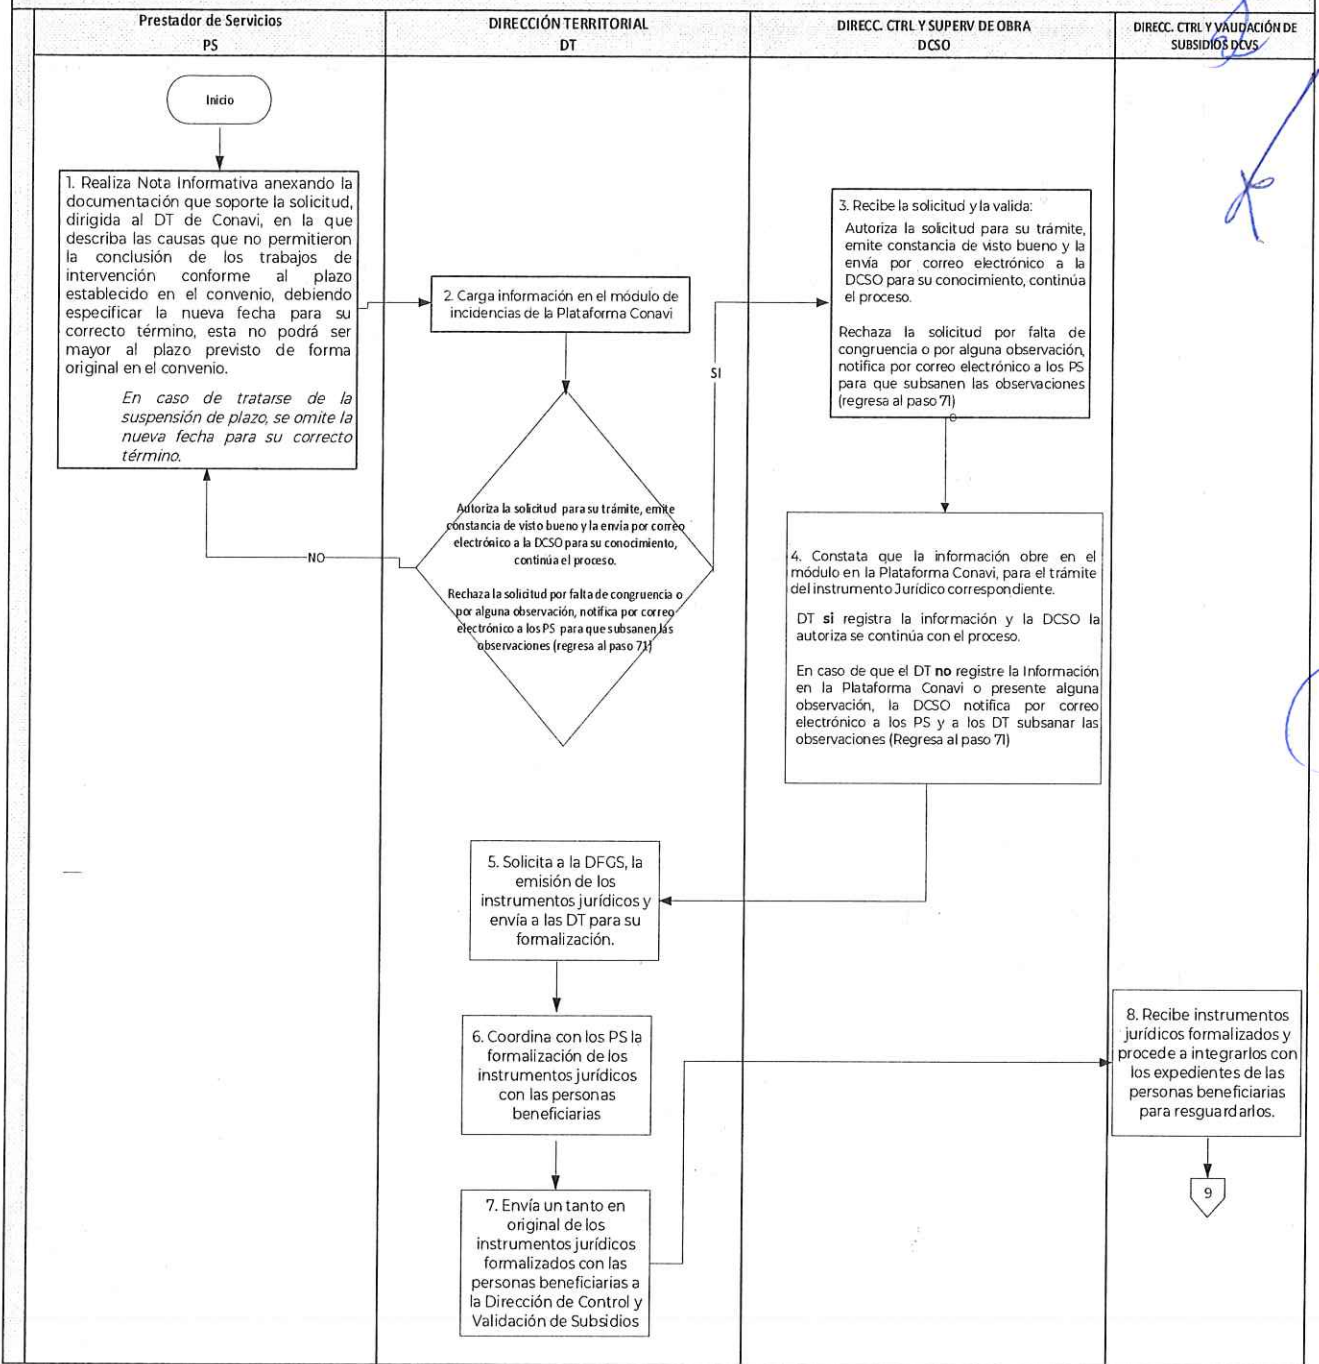 Prestador de Servicios
PS
DIRECCIÓN TERRITORIAL
DT
DIRECC. CTRL Y SUPERV DE OBRA
DCSO
DIRECC. CTRL Y VALIDACIÓN DE
SUBSIDIOS DCVS
Inicio
1. Realiza Nota Informativa anexando la
documentación que soporte la solicitud,
dirigida al DT de Conavi, en la que
describa las causas que no permitieron
la conclusión de los trabajos de
intervención conforme al plazo
establecido en el convenio, debiendo
especificar la nueva fecha para su
correcto término, esta no podrá ser
mayor al plazo previsto de forma
original en el convenio.
En caso de tratarse de la
suspensión de plazo, se omite la
nueva fecha para su correcto
término.
2. Carga información en el módulo de
incidencias de la Plataforma Conavi
Autoriza la solicitud para su trámite, emite
constancia de visto bueno y la envía por correo
electrónico a la DCSO para su conocimiento,
continúa el proceso.
Rechaza la solicitud por falta de congruencia o
por alguna observación, notifica por correo
electrónico a los PS para que subsanen las
observaciones (regresa al paso 71)
NO
SI
3. Recibe la solicitud y la valida:
Autoriza la solicitud para su trámite,
emite constancia de visto bueno y la
envía por correo electrónico a la
DCSO para su conocimiento, continúa
el proceso.
Rechaza la solicitud por falta de
congruencia o por alguna observación,
notifica por correo electrónico a los PS
para que subsanen las observaciones
(regresa al paso 71)
4. Constata que la información obre en el
módulo en la Plataforma Conavi, para el trámite
del instrumento Jurídico correspondiente.
DT si registra la información y la DCSO la
autoriza se continúa con el proceso.
En caso de que el DT no registre la Información
en la Plataforma Conavi o presente alguna
observación, la DCSO notifica por correo
electrónico a los PS y a los DT subsanar las
observaciones (Regresa al paso 71)
5. Solicita a la DFGS, la
emisión de los
instrumentos jurídicos y
envía a las DT para su
formalización.
6. Coordina con los PS la
formalización de los
instrumentos jurídicos
con las personas
beneficiarias
7. Envía un tanto en
original de los
instrumentos jurídicos
formalizados con las
personas beneficiarias a
la Dirección de Control y
Validación de Subsidios
8. Recibe instrumentos
jurídicos formalizados y
procede a integrarlos con
los expedientes de las
personas beneficiarias
para resguardarlos.
9